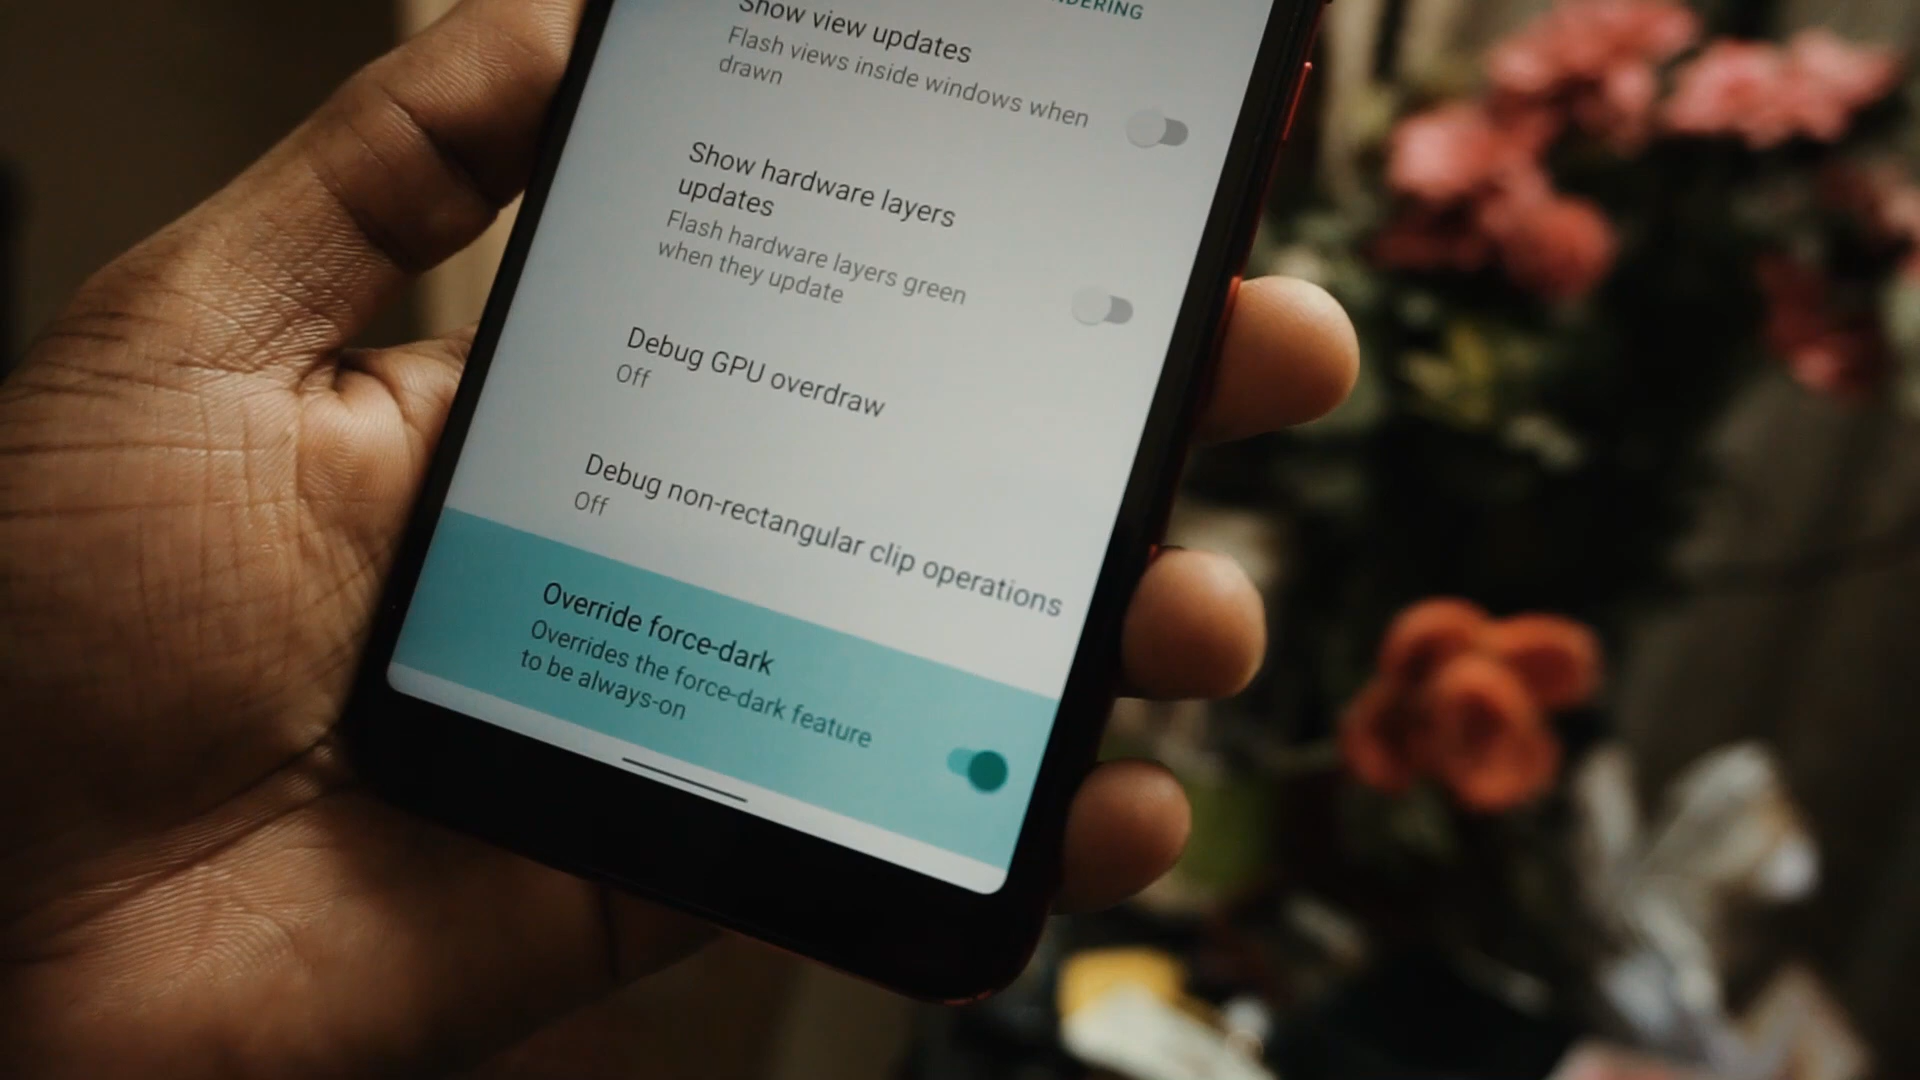 Show view updates
Flash views inside windows when
drawn
Show hardware layers
updates
Flash hardware layers green
when they update
Debug GPU overdraw
Off
Debug non-rectangular clip operations
Off
Override force-dark
Overrides the force-dark feature
to be always-on